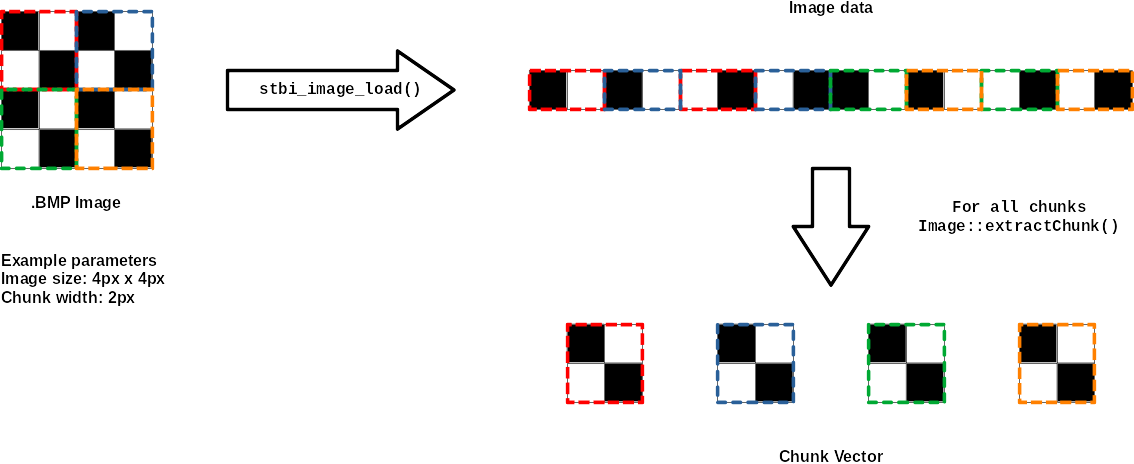 Image data
stbi_image_load()
.BMP Image
For all chunks
Image::extractChunk()
Example parameters
Image size: 4px x 4px
Chunk width: 2px
Chunk Vector